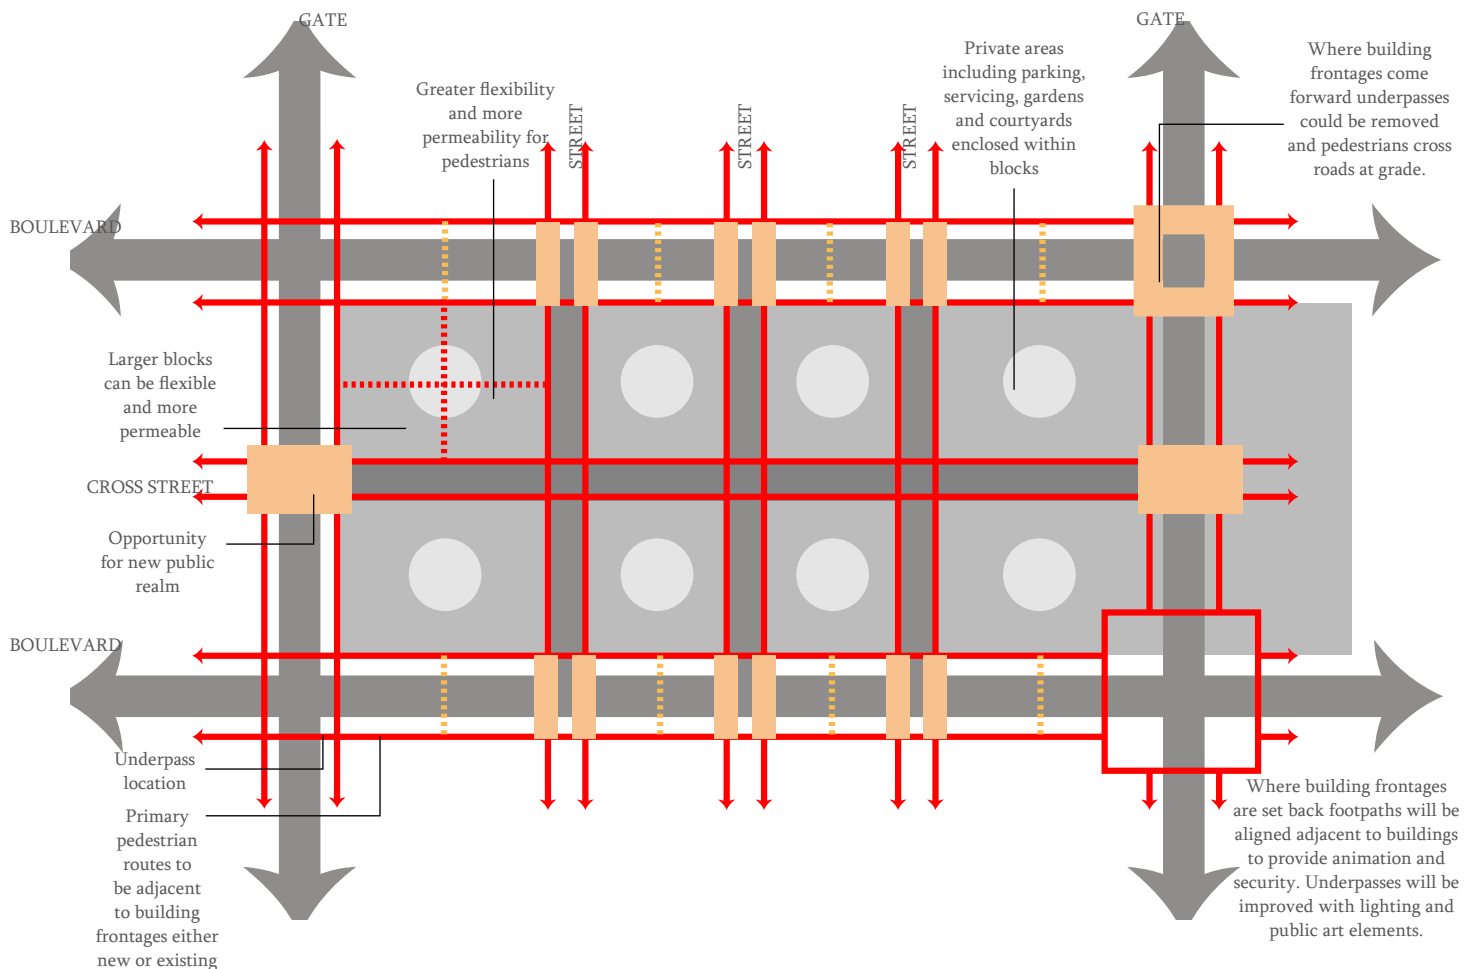 GATE
GATE
Greater flexibility
and more
permeability for
pedestrians
STREET
STREET
STREET
Private areas
including parking,
servicing, gardens
and courtyards
enclosed within
blocks
Where building
frontages come
forward underpasses
could be removed
and pedestrians cross
roads at grade.
BOULEVARD
Larger blocks
can be flexible
and more
permeable
CROSS STREET
Opportunity
for new public
realm
BOULEVARD
Underpass
location
Primary
pedestrian
routes to
be adjacent
to building
frontages either
new or existing
Where building frontages
are set back footpaths will be
aligned adjacent to buildings
to provide animation and
security. Underpasses will be
improved with lighting and
public art elements.